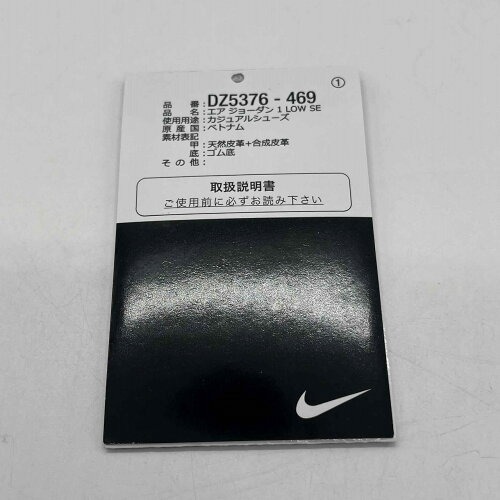 ①
品番:DZ5376-469
品名:エア ジョーダン 1 LOW SE
使用用途:カジュアルシューズ
原産国:ベトナム
素材表記
甲:天然皮革+合成皮革
底:ゴム底
その他:
取扱説明書
ご使用前に必ずお読み下さい